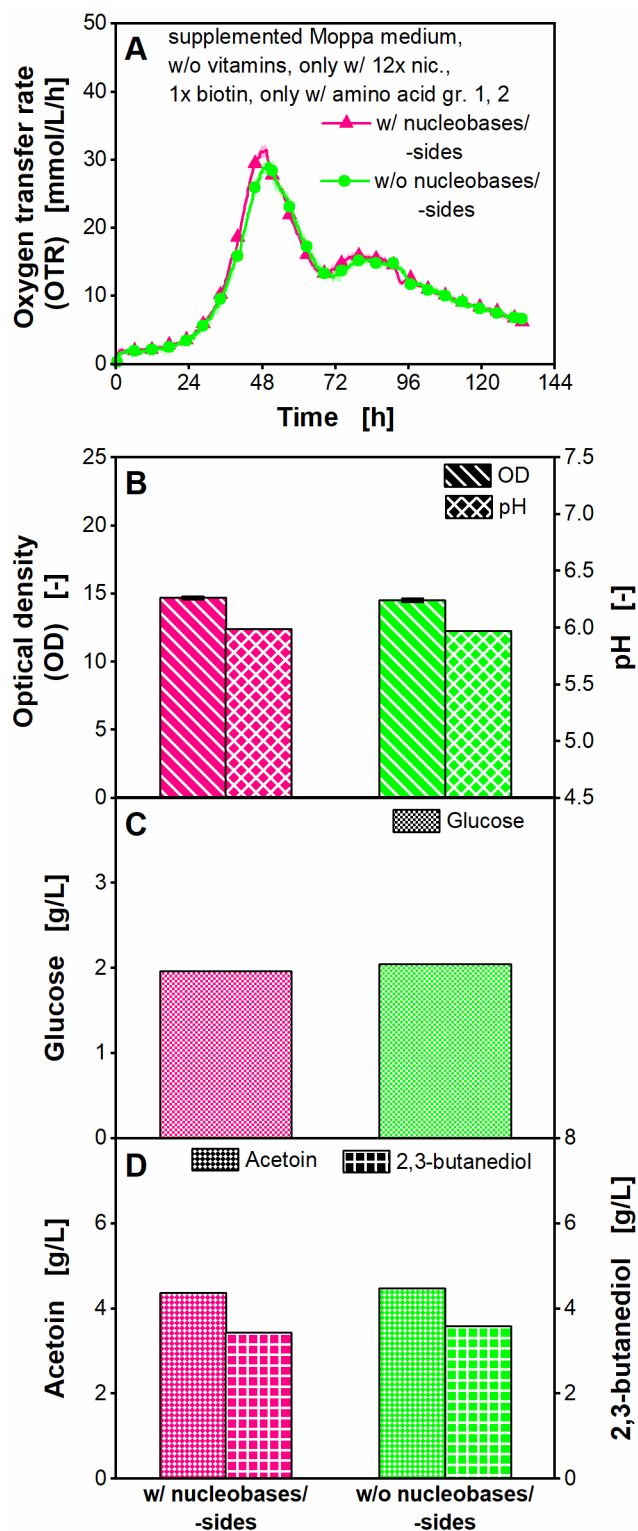 A
supplemented Moppa medium,
w/o vitamins, only w/ 12x nic.,
1x biotin, only w/ amino acid gr. 1, 2
w/ nucleobases/
-sides
w/o nucleobases/
-sides
Oxygen transfer rate
(OTR) [mmol/L/h]
50
40
30
20
10
0
0 24 48 72 96 120 144
Time [h]
B
OD
pH
Optical density
(OD) [-]
25
20
15
10
5
0
7.5
7.0
6.5
6.0
5.5
5.0
4.5
pH [-]
C
Glucose
Glucose [g/L]
3
2
1
0
D
Acetoin
2,3-butanediol
Acetoin [g/L]
6
4
2
0
8
6
4
2
0
2,3-butanediol [g/L]
w/ nucleobases/
-sides
w/o nucleobases/
-sides